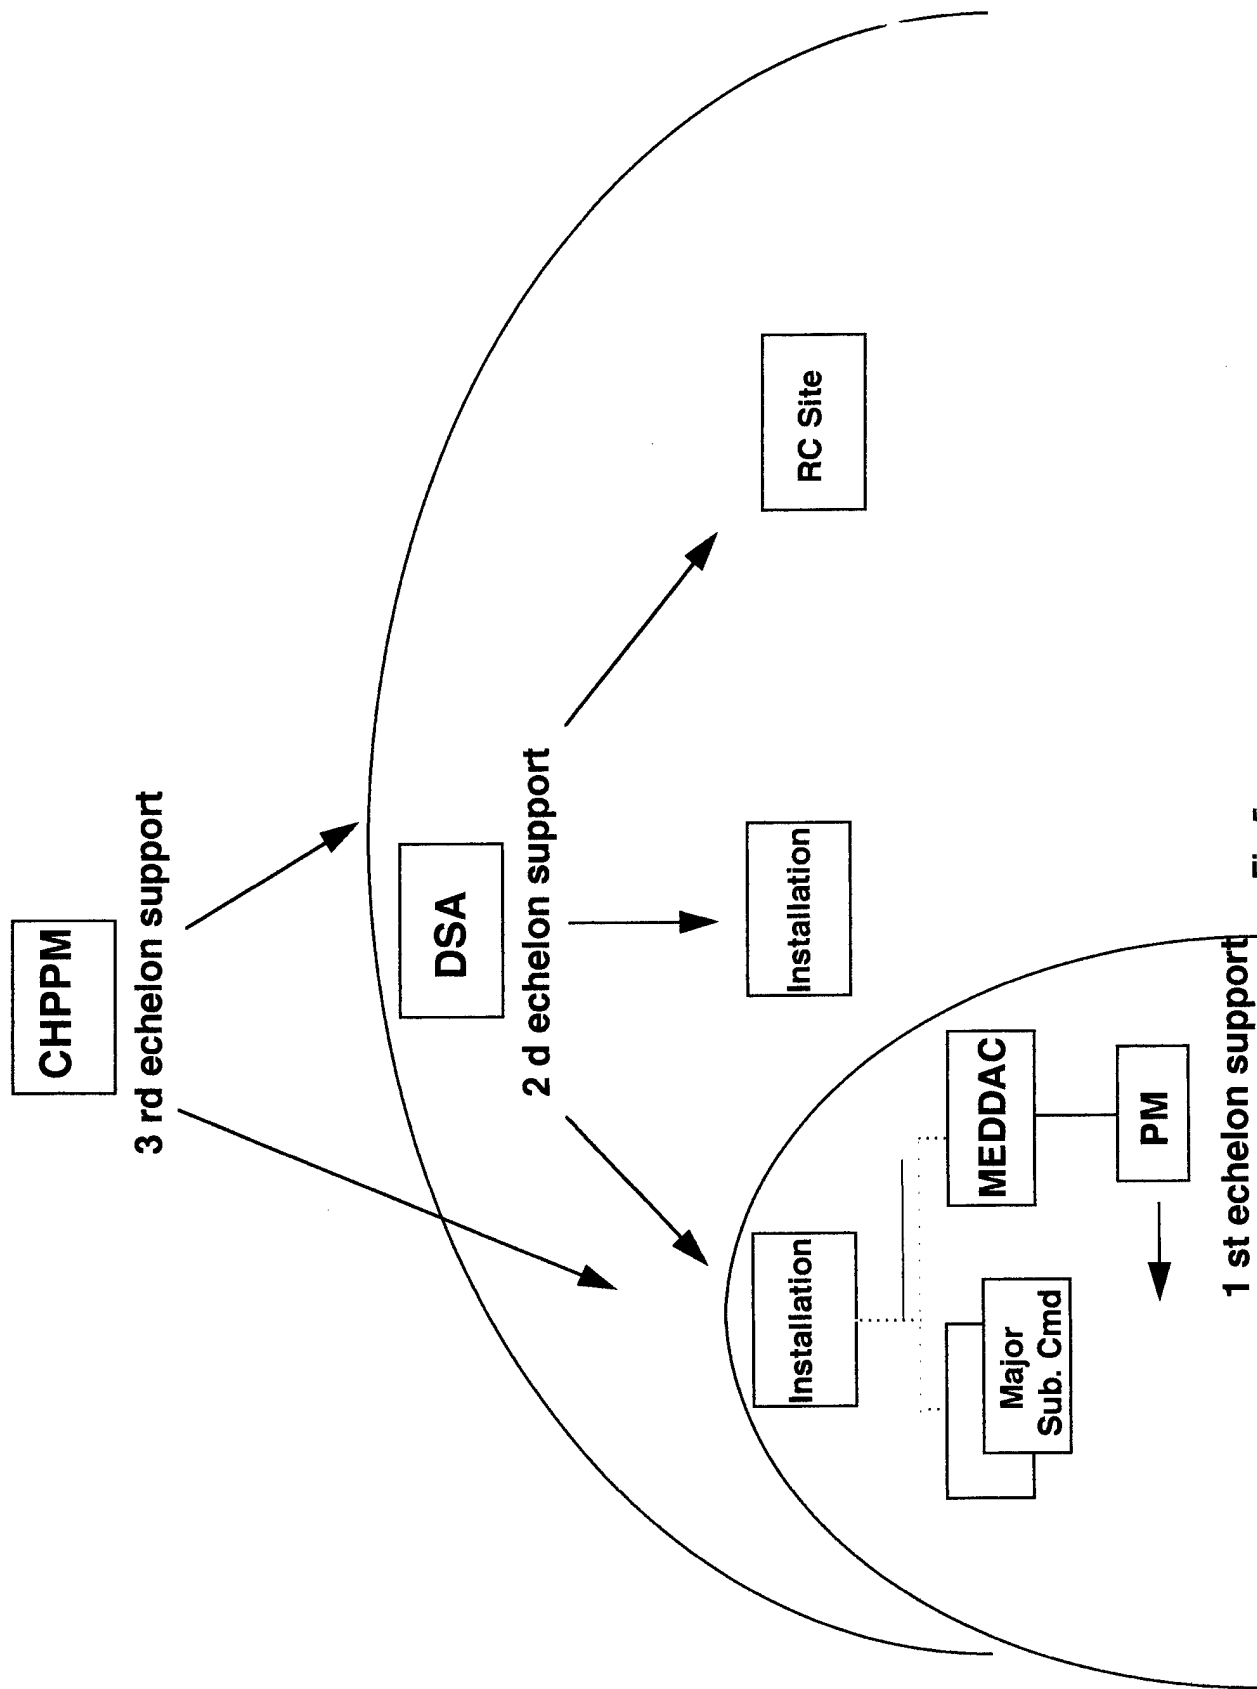 CHPPM
3 rd echelon support
DSA
2 d echelon support
Installation
Installation
RC Site
Major
Sub. Cmd
MEDDAC
PM
1 st echelon support